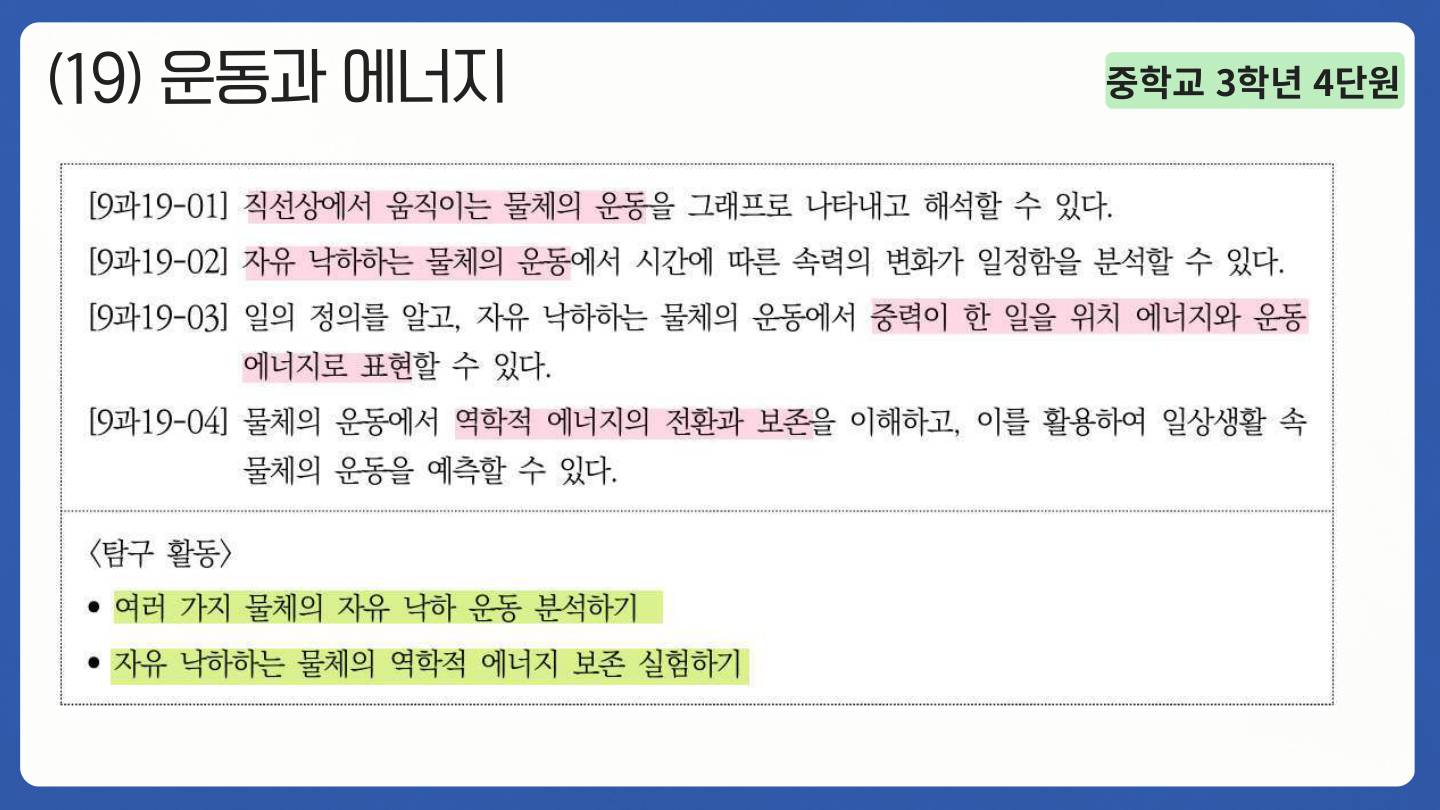 (19) 운동과 에너지
중학교 3학년 4단원
[9과19-01] 직선상에서 움직이는 물체의 운동을 그래프로 나타내고 해석할 수 있다.
[9과19-02] 자유 낙하하는 물체의 운동에서 시간에 따른 속력의 변화가 일정함을 분석할 수 있다.
[9과19-03] 일의 정의를 알고, 자유 낙하하는 물체의 운동에서 중력이 한 일을 위치 에너지와 운동
에너지로 표현할 수 있다.
[9과19-04] 물체의 운동에서 역학적 에너지의 전환과 보존을 이해하고, 이를 활용하여 일상생활 속
물체의 운동을 예측할 수 있다.
〈탐구 활동〉
• 여러 가지 물체의 자유 낙하 운동 분석하기
• 자유 낙하하는 물체의 역학적 에너지 보존 실험하기